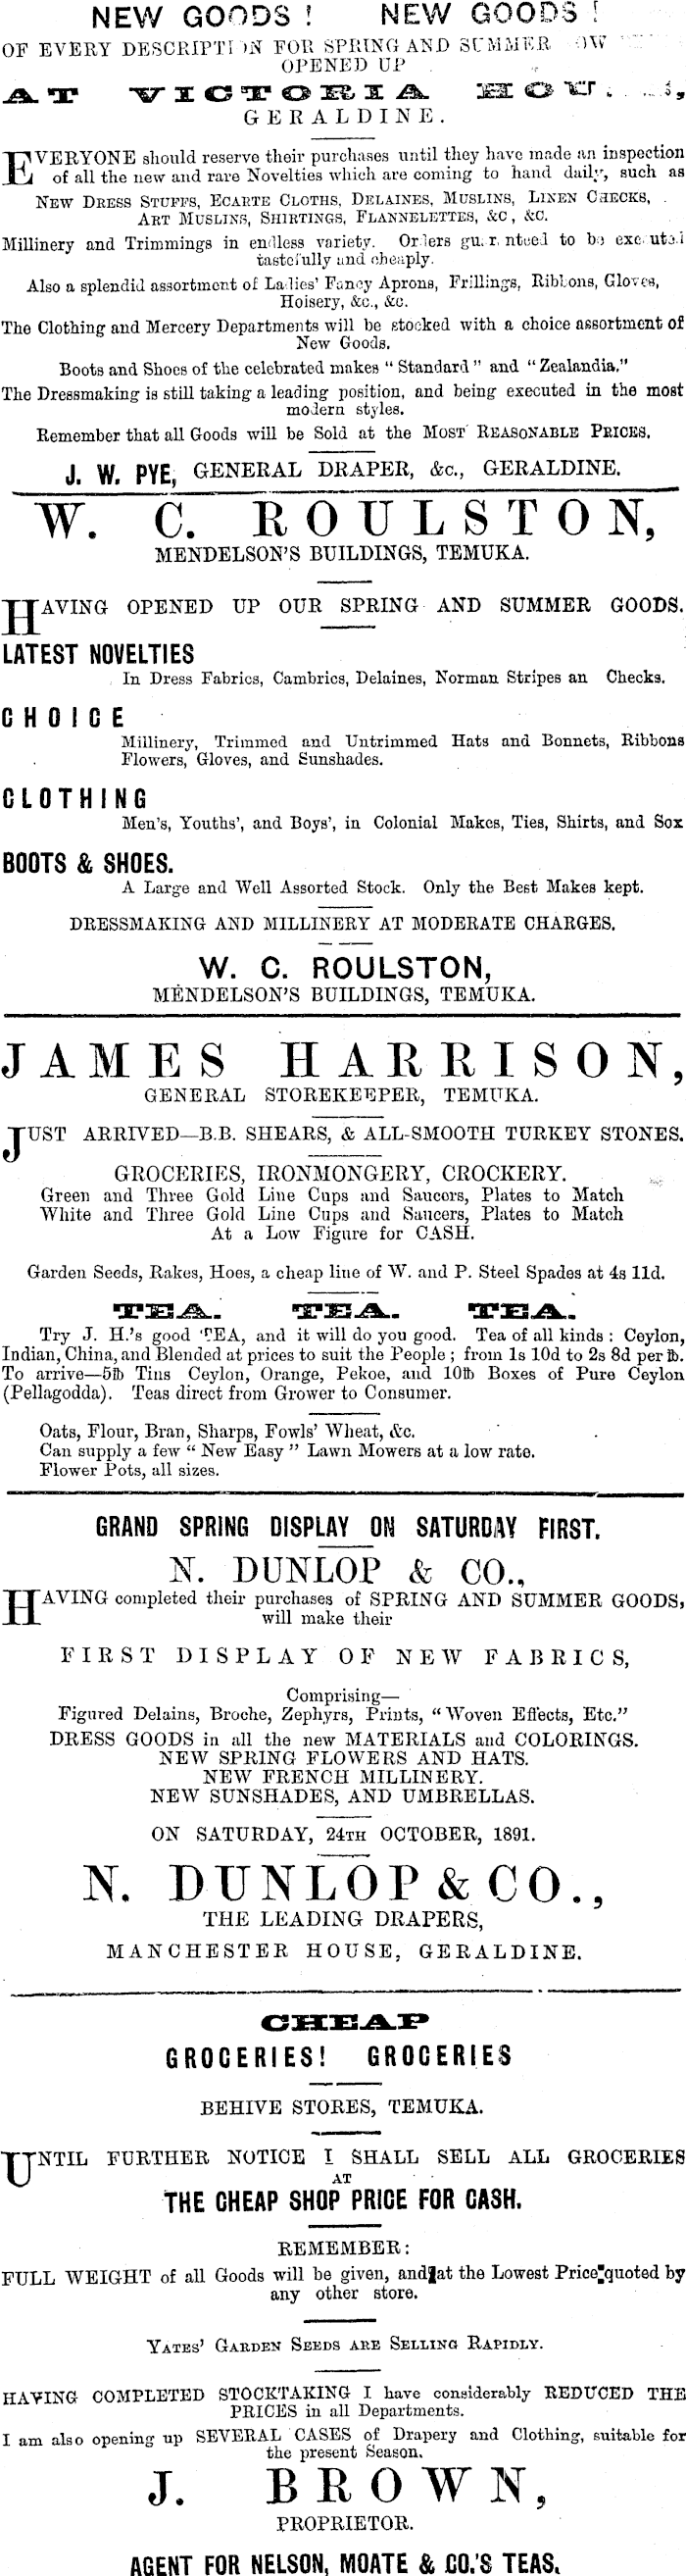 NEW GOODS! NEW GOODS!
OF EVERY DESCRIPTION FOR SPRING AND SUMMER
OPENED UP
AT VICTORIA
GERALDINE.
EVERYONE should reserve their purchases until they have made an inspection
of all the new and rare Novelties which are coming to hand daily, such as
NEW DRESS STUFFS, ECARTE CLOTHS, DELAINES, MUSLINS, LINEN CHECKS,
ART MUSLINS, SHIRTINGS, FLANNELETTES, &C, &C.
Millinery and Trimmings in endless variety. Orders guaranteed to be executed
tastefully and cheaply.
Also a splendid assortment of Ladies' Fancy Aprons, Frillings, Ribbons, Gloves,
Hoisery, &c., &c.
The Clothing and Mercery Departments will be stocked with a choice assortment of
New Goods.
Boots and Shoes of the celebrated makes "Standard" and "Zealandia."
The Dressmaking is still taking a leading position, and being executed in the most
modern styles.
Remember that all Goods will be Sold at the MOST REASONABLE PRICES.
J. W. PYE, GENERAL DRAPER, &c., GERALDINE.
W. C. ROULSTON,
MENDELSON'S BUILDINGS, TEMUKA.
HAVING OPENED UP OUR SPRING AND SUMMER GOODS.
LATEST NOVELTIES
In Dress Fabrics, Cambrics, Delaines, Norman Stripes an Checks.
CHOICE
Millinery, Trimmed and Untrimmed Hats and Bonnets, Ribbons
Flowers, Gloves, and Sunshades.
CLOTHING
Men's, Youths', and Boys', in Colonial Makes, Ties, Shirts, and Sox
BOOTS & SHOES.
A Large and Well Assorted Stock. Only the Best Makes kept.
DRESSMAKING AND MILLINERY AT MODERATE CHARGES.
W. C. ROULSTON,
MENDELSON'S BUILDINGS, TEMUKA.
JAMES HARRISON,
GENERAL STOREKEEPER, TEMUKA.
JUST ARRIVED—B.B. SHEARS, & ALL-SMOOTH TURKEY STONES.
GROCERIES, IRONMONGERY, CROCKERY.
Green and Three Gold Line Cups and Saucers, Plates to Match
White and Three Gold Line Cups and Saucers, Plates to Match
At a Low Figure for CASH.
Garden Seeds, Rakes, Hoes, a cheap line of W. and P. Steel Spades at 4s 11d.
TEA. TEA. TEA.
Try J. H.'s good TEA, and it will do you good. Tea of all kinds: Ceylon,
Indian, China, and Blended at prices to suit the People; from 1s 10d to 2s 8d per lb.
To arrive—5lb Tins Ceylon, Orange, Pekoe, and 10lb Boxes of Pure Ceylon
(Pellagodda). Teas direct from Grower to Consumer.
Oats, Flour, Bran, Sharps, Fowls' Wheat, &c.
Can supply a few "New Easy" Lawn Mowers at a low rate.
Flower Pots, all sizes.
GRAND SPRING DISPLAY ON SATURDAY FIRST.
N. DUNLOP & CO.,
HAVING completed their purchases of SPRING AND SUMMER GOODS,
will make their
FIRST DISPLAY OF NEW FABRICS,
Comprising—
Figured Delains, Broche, Zephyrs, Prints, "Woven Effects, Etc."
DRESS GOODS in all the new MATERIALS and COLORINGS.
NEW SPRING FLOWERS AND HATS.
NEW FRENCH MILLINERY.
NEW SUNSHADES, AND UMBRELLAS.
ON SATURDAY, 24TH OCTOBER, 1891.
N. DUNLOP & CO.,
THE LEADING DRAPERS,
MANCHESTER HOUSE, GERALDINE.
CHEAP
GROCERIES! GROCERIES
BEHIVE STORES, TEMUKA.
UNTIL FURTHER NOTICE I SHALL SELL ALL GROCERIES
AT
THE CHEAP SHOP PRICE FOR CASH.
REMEMBER:
FULL WEIGHT of all Goods will be given, and at the Lowest Price quoted by
any other store.
YATES' GARDEN SEEDS ARE SELLING RAPIDLY.
HAVING COMPLETED STOCKTAKING I have considerably REDUCED THE
PRICES in all Departments.
I am also opening up SEVERAL CASES of Drapery and Clothing, suitable for
the present Season.
J. BROWN,
PROPRIETOR.
AGENT FOR NELSON, MOATE & CO.'S TEAS.